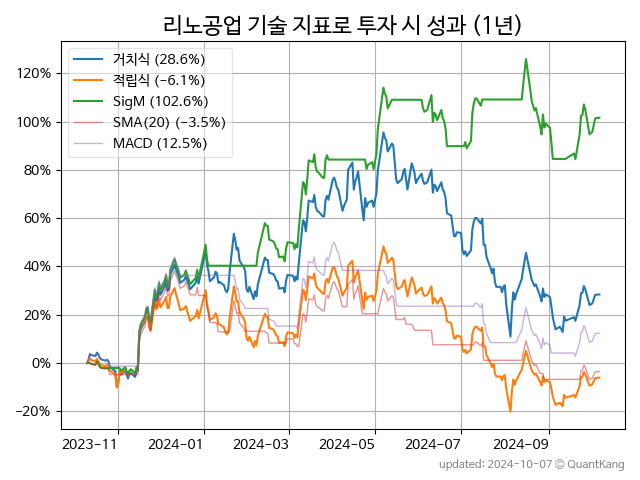 리노공업 기술 지표로 투자 시 성과 (1년)
거치식 (28.6%)
적립식 (−6.1%)
SigM (102.6%)
SMA(20) (−3.5%)
MACD (12.5%)
120%
100%
80%
60%
40%
20%
0%
−20%
2023−11 2024−01 2024−03 2024−05 2024−07 2024−09
updated: 2024-10-07 © QuantKang